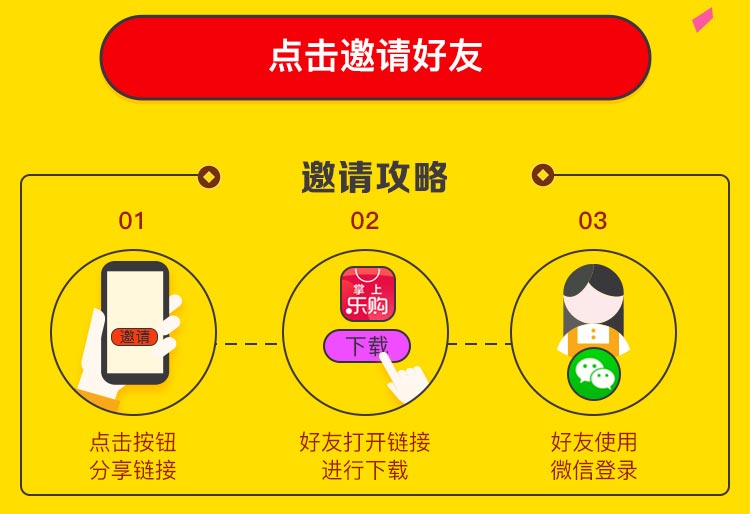 点击邀请好友
邀请攻略
01
02
03
邀请
掌上
乐购
下载
点击按钮
分享链接
好友打开链接
进行下载
好友使用
微信登录